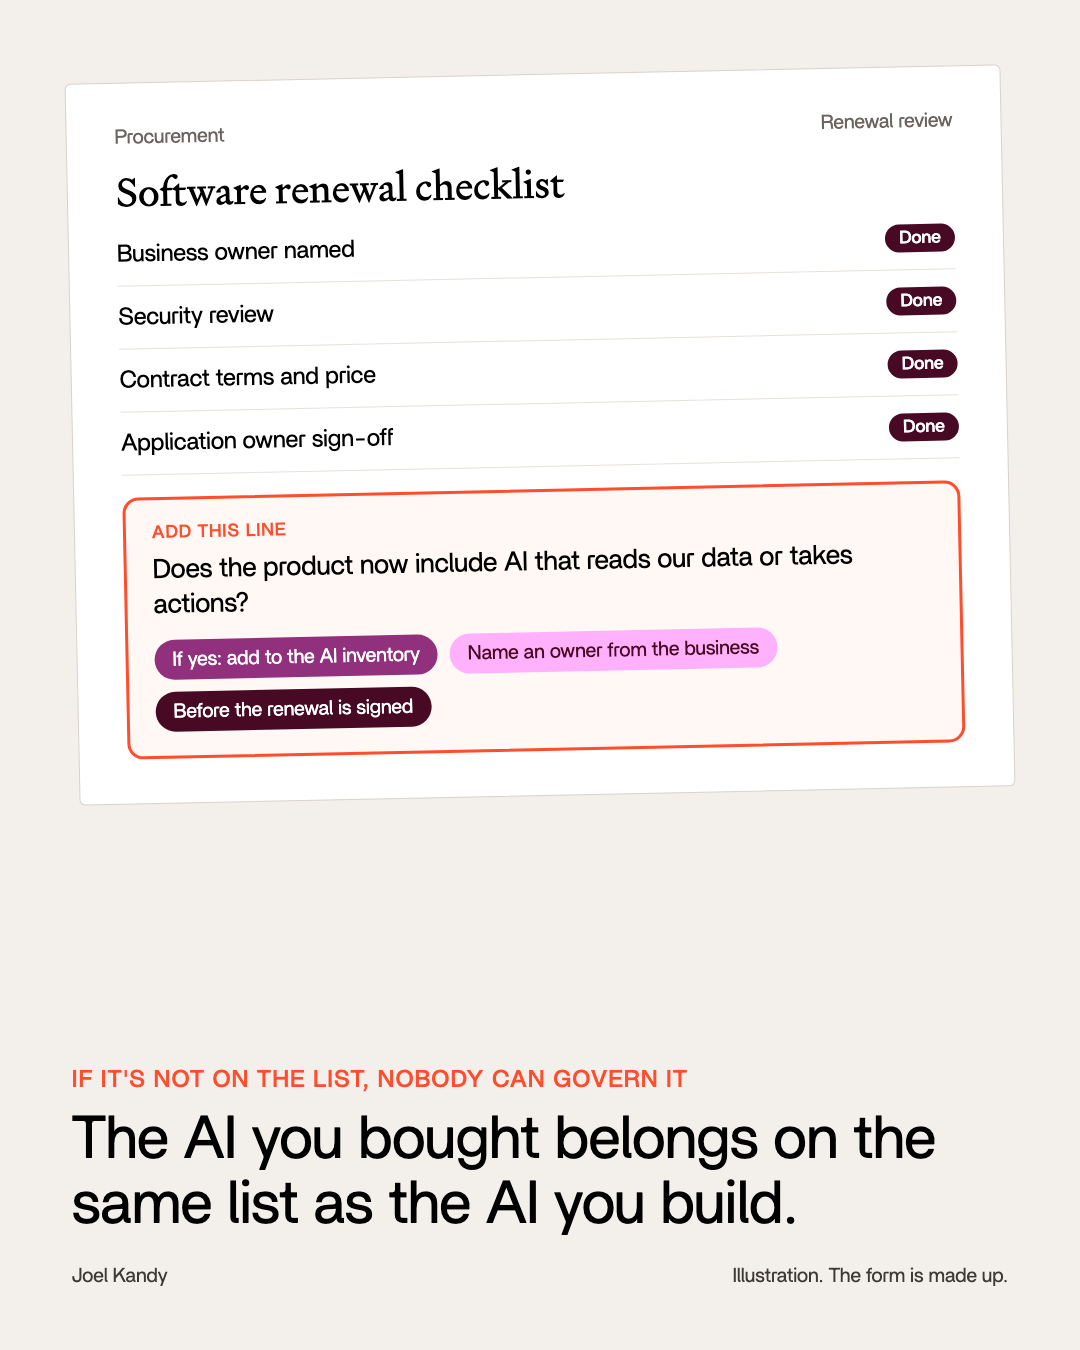 Procurement
Renewal review
Software renewal checklist
Business owner named
Done
Security review
Done
Contract terms and price
Done
Application owner sign-off
Done
ADD THIS LINE
Does the product now include AI that reads our data or takes
actions?
If yes: add to the AI inventory
Name an owner from the business
Before the renewal is signed
IF IT'S NOT ON THE LIST, NOBODY CAN GOVERN IT
The AI you bought belongs on the
same list as the AI you build.
Joel Kandy
Illustration. The form is made up.